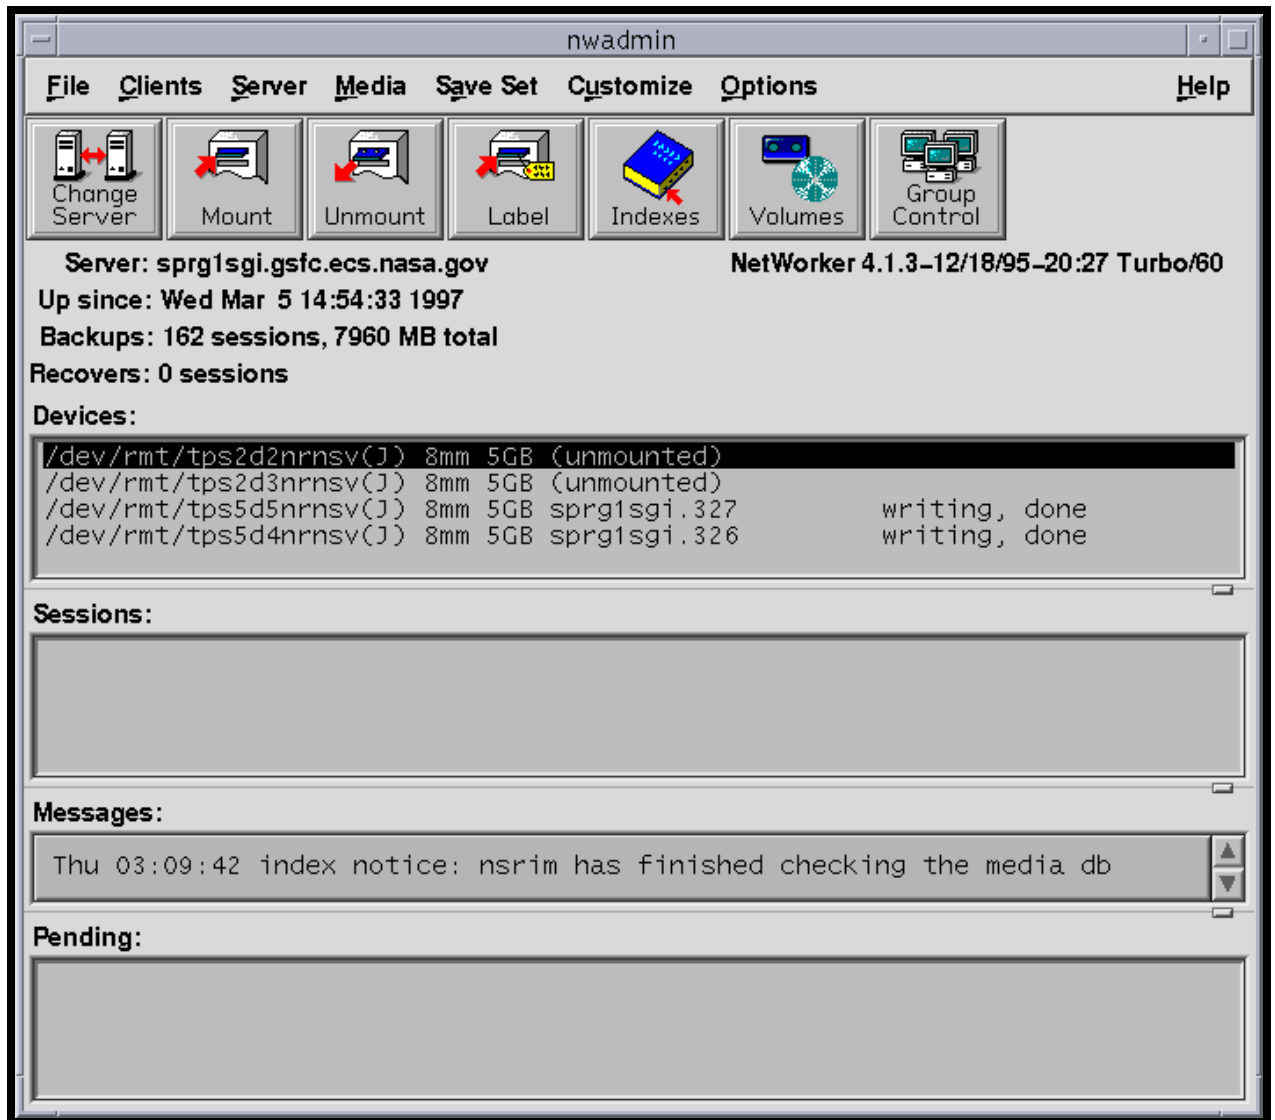 nwadmin
File Clients Server Media Save Set Customize Options Help
Change Server
Mount
Unmount
Label
Indexes
Volumes
Group Control
Server: sprg1sgi.gsfc.ecs.nasa.gov NetWorker 4.1.3-12/18/95-20:27 Turbo/60
Up since: Wed Mar 5 14:54:33 1997
Backups: 162 sessions, 7960 MB total
Recovers: 0 sessions
Devices:
/dev/rmt/tps2d2nrnsv(J) 8mm 5GB (unmounted)
/dev/rmt/tps2d3nrnsv(J) 8mm 5GB (unmounted)
/dev/rmt/tps5d5nrnsv(J) 8mm 5GB sprg1sgi.327 writing, done
/dev/rmt/tps5d4nrnsv(J) 8mm 5GB sprg1sgi.326 writing, done
Sessions:
Messages:
Thu 03:09:42 index notice: nsrim has finished checking the media db
Pending: